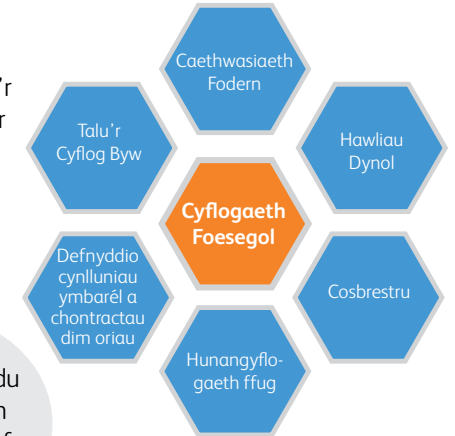 Caethwasiaeth
Fodern
'r
r
Talu'r
Cyflog Byw
Hawliau
Dynol
Cyflogaeth
Foesegol
Defnyddio
cynlluniau
ymbarél a
chontractau
dim oriau
Cosbrestru
Hunangyflo-
gaeth ffug
du